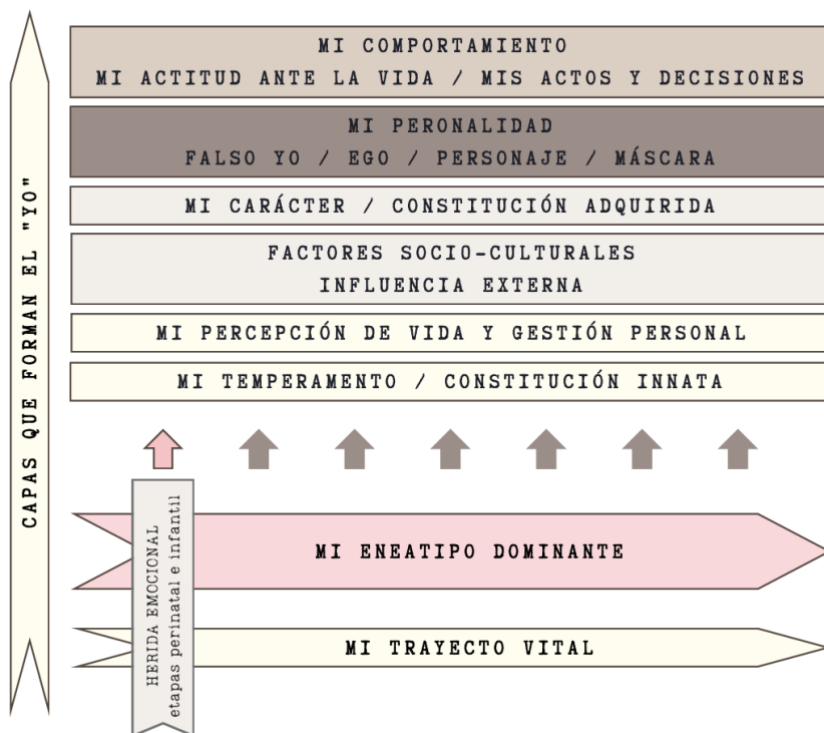 CAPAS QUE FORMAN EL "YO"
MI COMPORTAMIENTO
MI ACTITUD ANTE LA VIDA / MIS ACTOS Y DECISIONES
MI PERONALIDAD
FALSO YO / EGO / PERSONAJE / MÁSCARA
MI CARÁCTER / CONSTITUCIÓN ADQUIRIDA
FACTORES SOCIO-CULTURALES
INFLUENCIA EXTERNA
MI PERCEPCIÓN DE VIDA Y GESTIÓN PERSONAL
MI TEMPERAMENTO / CONSTITUCIÓN INNATA
HERIDA EMOCIONAL
etapas perinatal e infantil
MI ENEATIPO DOMINANTE
MI TRAYECTO VITAL